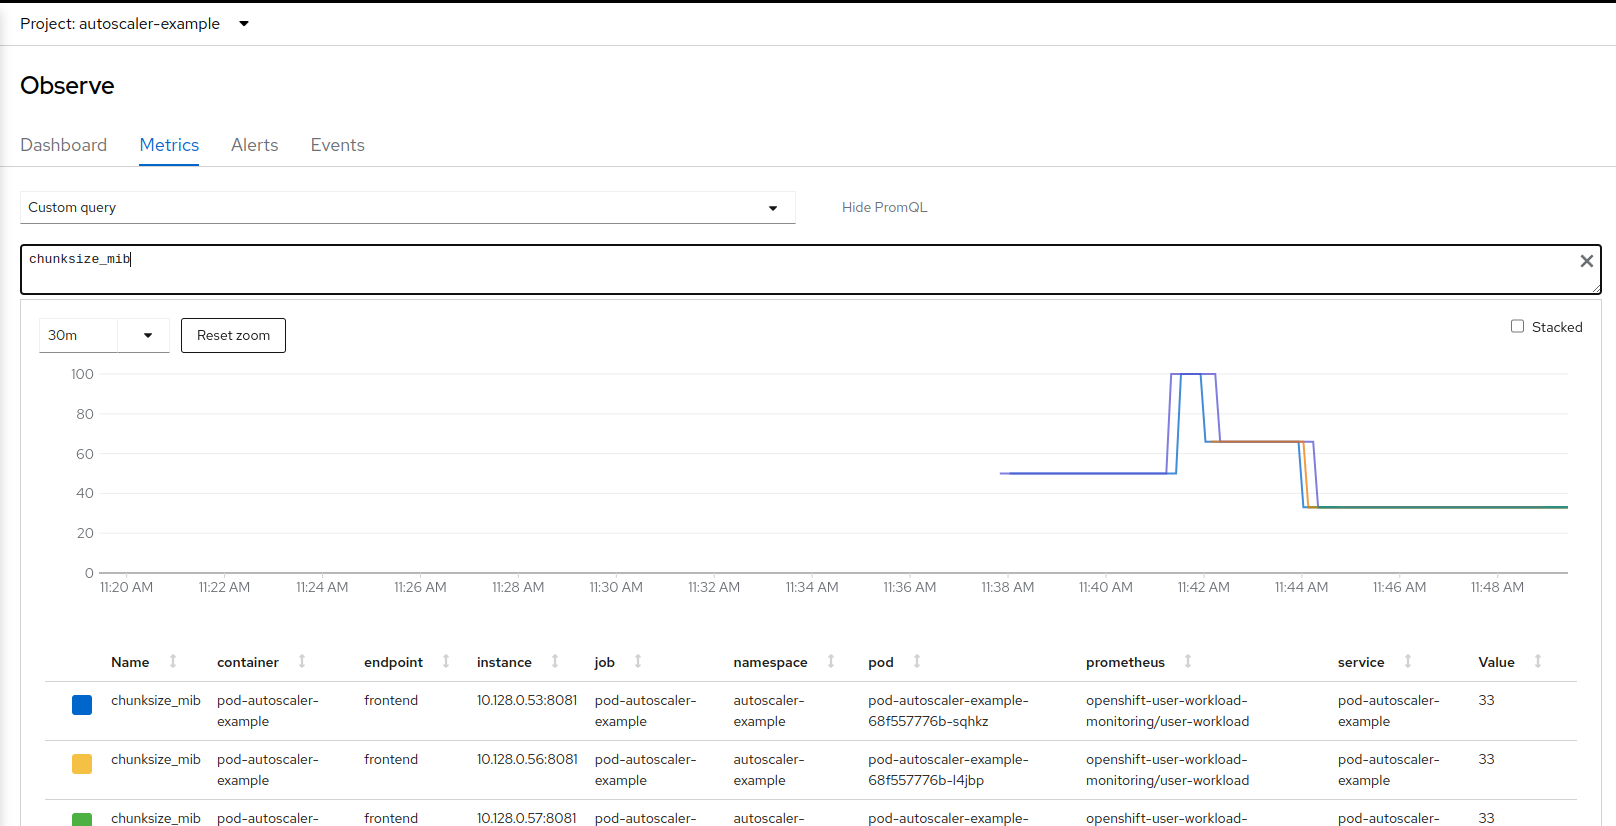 Project: autoscaler-example
Observe
Dashboard Metrics Alerts Events
Custom query Hide PromQL
chunksize_mib
30m Reset zoom Stacked
100
80
60
40
20
0
11:20 AM 11:22 AM 11:24 AM 11:26 AM 11:28 AM 11:30 AM 11:32 AM 11:34 AM 11:36 AM 11:38 AM 11:40 AM 11:42 AM 11:44 AM 11:46 AM 11:48 AM
Name container endpoint instance job namespace pod prometheus service Value
chunksize_mib pod-autoscaler- frontend 10.128.0.53:8081 pod-autoscaler- autoscaler- pod-autoscaler-example- openshift-user-workload- pod-autoscaler- 33
example example example 68f557776b-sqhkz monitoring/user-workload example
chunksize_mib pod-autoscaler- frontend 10.128.0.56:8081 pod-autoscaler- autoscaler- pod-autoscaler-example- openshift-user-workload- pod-autoscaler- 33
example example example 68f557776b-l4jbp monitoring/user-workload example
chunksize_mib pod-autoscaler- frontend 10.128.0.57:8081 pod-autoscaler- autoscaler- pod-autoscaler-example- openshift-user-workload- pod-autoscaler- 33